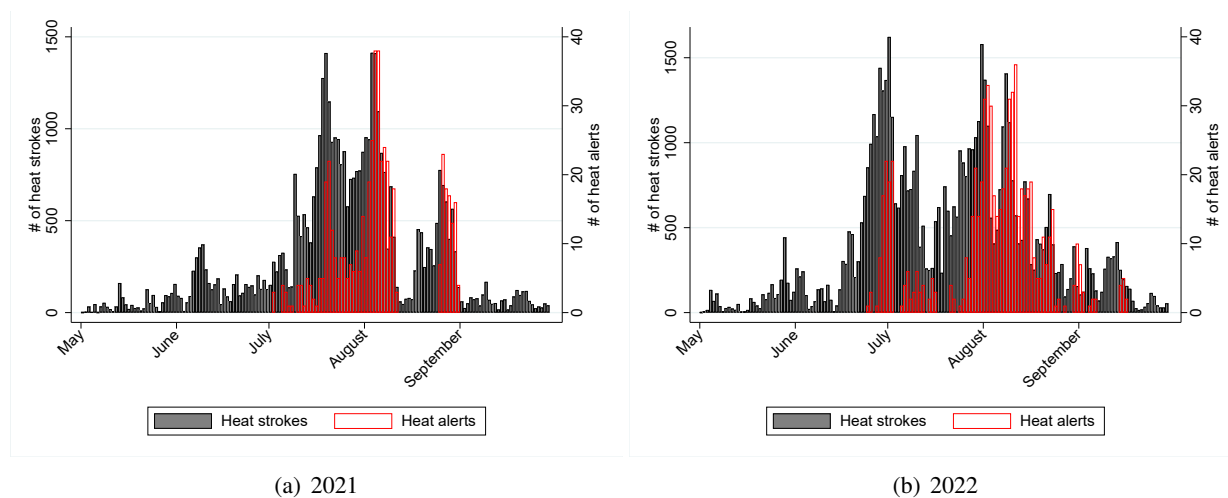 # of heat strokes
1500
1000
500
0
40
30
20
10
0
# of heat alerts
May
June
July
August
September
Heat strokes
Heat alerts
(a) 2021
# of heat strokes
1500
1000
500
0
40
30
20
10
0
# of heat alerts
May
June
July
August
September
Heat strokes
Heat alerts
(b) 2022